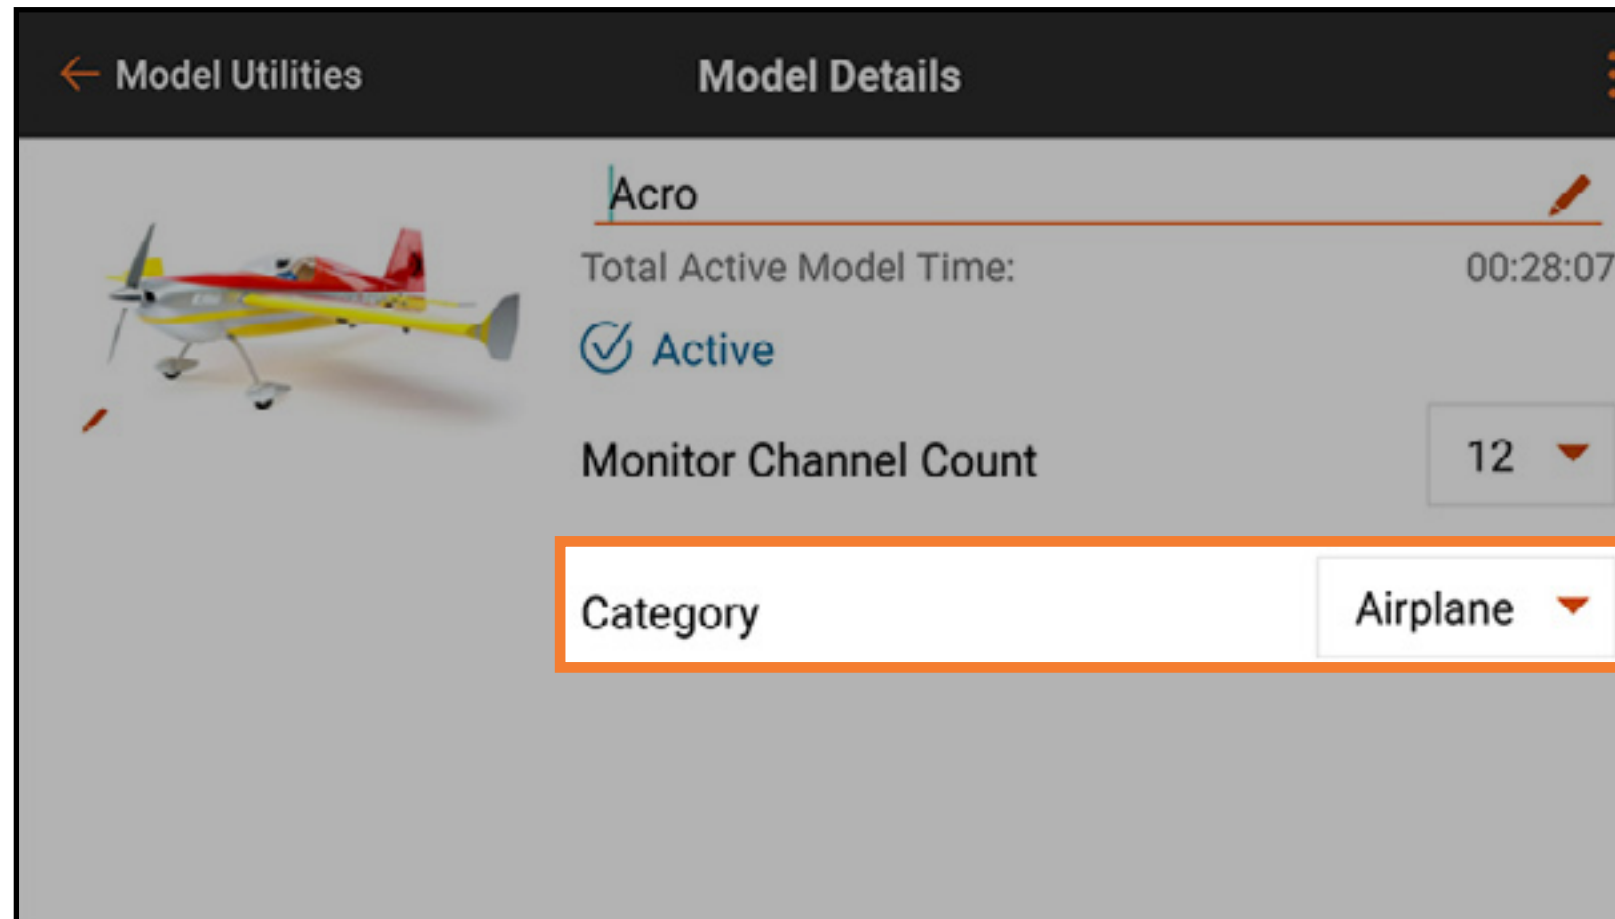 Model Utilities
Model Details
Acro
Total Active Model Time: 00:28:07
Active
Monitor Channel Count 12
Category Airplane